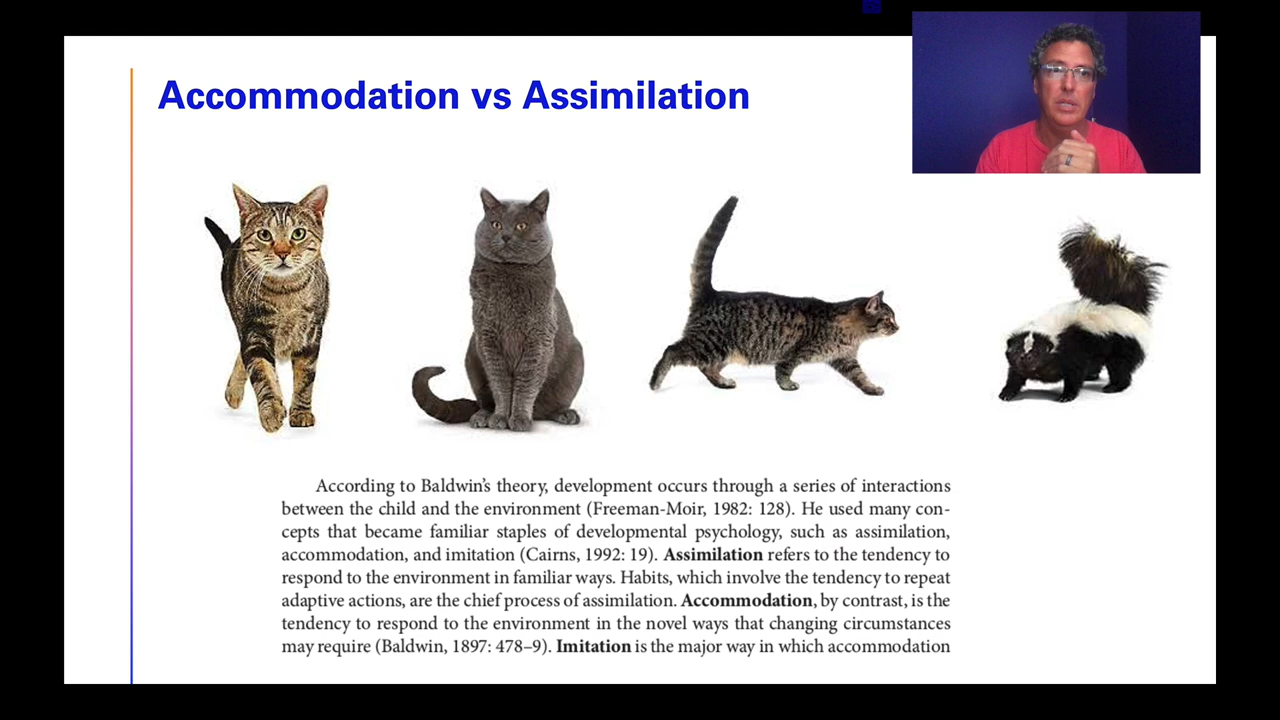 Accommodation vs Assimilation
According to Baldwin's theory, development occurs through a series of interactions
between the child and the environment (Freeman-Moir, 1982: 128). He used many con-
cepts that became familiar staples of developmental psychology, such as assimilation,
accommodation, and imitation (Cairns, 1992: 19). Assimilation refers to the tendency to
respond to the environment in familiar ways. Habits, which involve the tendency to repeat
adaptive actions, are the chief process of assimilation. Accommodation, by contrast, is the
tendency to respond to the environment in the novel ways that changing circumstances
may require (Baldwin, 1897: 478–9). Imitation is the major way in which accommodation